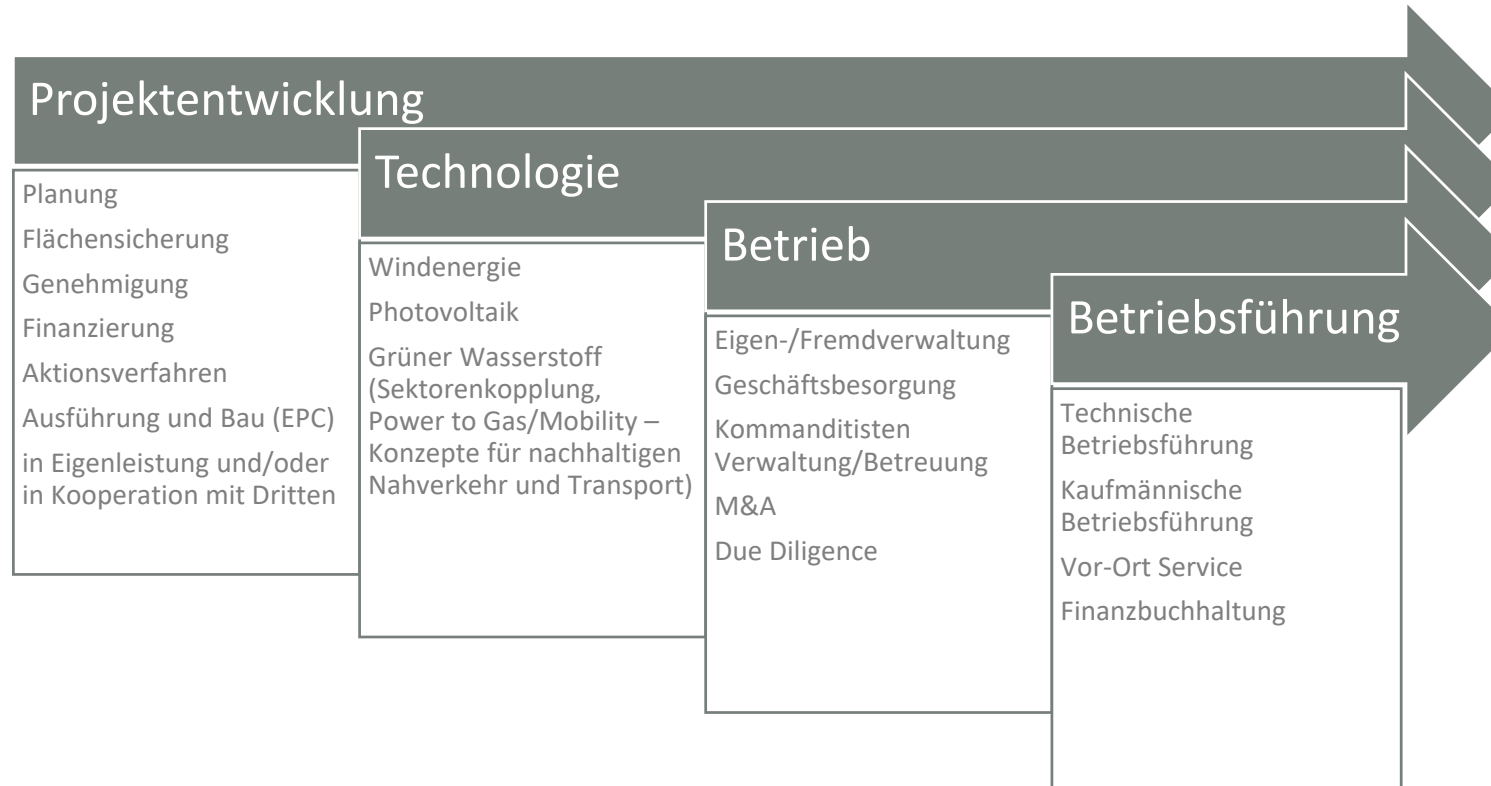 Projektentwicklung
Planung
Flächensicherung
Genehmigung
Finanzierung
Aktionsverfahren
Ausführung und Bau (EPC)
in Eigenleistung und/oder
in Kooperation mit Dritten
Technologie
Windenergie
Photovoltaik
Grüner Wasserstoff
(Sektorenkopplung,
Power to Gas/Mobility –
Konzepte für nachhaltigen
Nahverkehr und Transport)
Betrieb
Eigen-/Fremdverwaltung
Geschäftsbesorgung
Kommanditisten
Verwaltung/Betreuung
M&A
Due Diligence
Betriebsführung
Technische
Betriebsführung
Kaufmännische
Betriebsführung
Vor-Ort Service
Finanzbuchhaltung